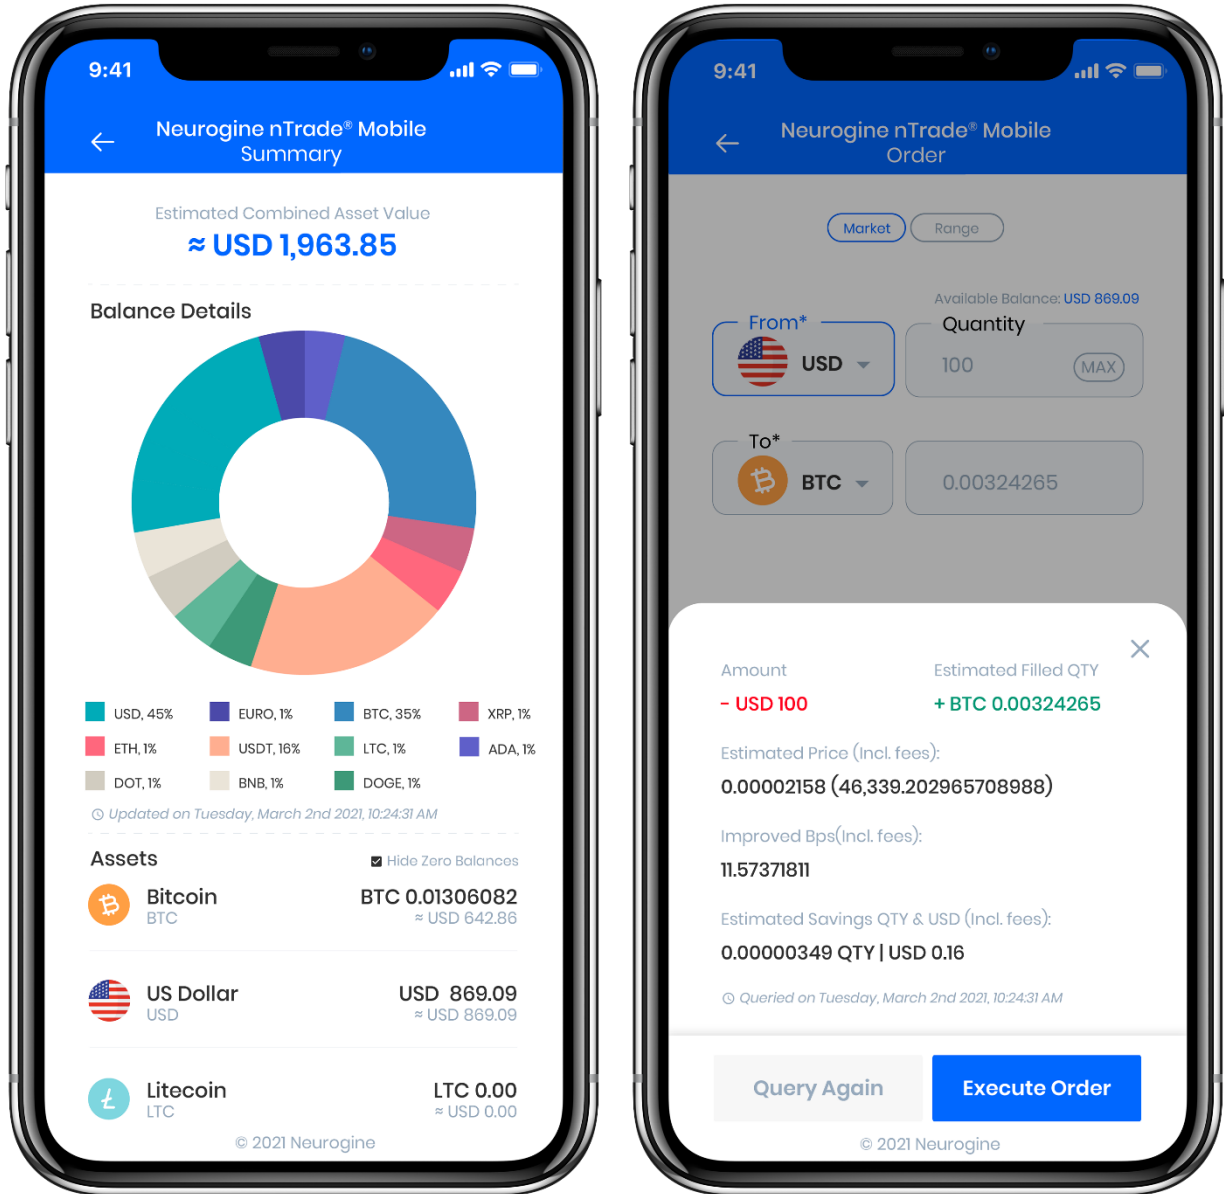 9:41
Neurogine nTrade® Mobile
Summary
Estimated Combined Asset Value
≈ USD 1,963.85
Balance Details
USD, 45%
EURO, 1%
BTC, 35%
XRP, 1%
ETH, 1%
USDT, 16%
LTC, 1%
ADA, 1%
DOT, 1%
BNB, 1%
DOGE, 1%
Updated on Tuesday, March 2nd 2021, 10:24:31 AM
Assets
Hide Zero Balances
Bitcoin
BTC 0.01306082
BTC
≈ USD 642.86
US Dollar
USD 869.09
USD
≈ USD 869.09
Litecoin
LTC 0.00
LTC
≈ USD 0.00
© 2021 Neurogine
9:41
Neurogine nTrade® Mobile
Order
Market
Range
Available Balance: USD 869.09
From*
Quantity
USD
100
MAX
To*
BTC
0.00324265
Amount
Estimated Filled QTY
- USD 100
+ BTC 0.00324265
Estimated Price (Incl. fees):
0.00002158 (46,339.202965708988)
Improved Bps(Incl. fees):
11.57371811
Estimated Savings QTY & USD (Incl. fees):
0.00000349 QTY | USD 0.16
Queried on Tuesday, March 2nd 2021, 10:24:31 AM
Query Again
Execute Order
© 2021 Neurogine